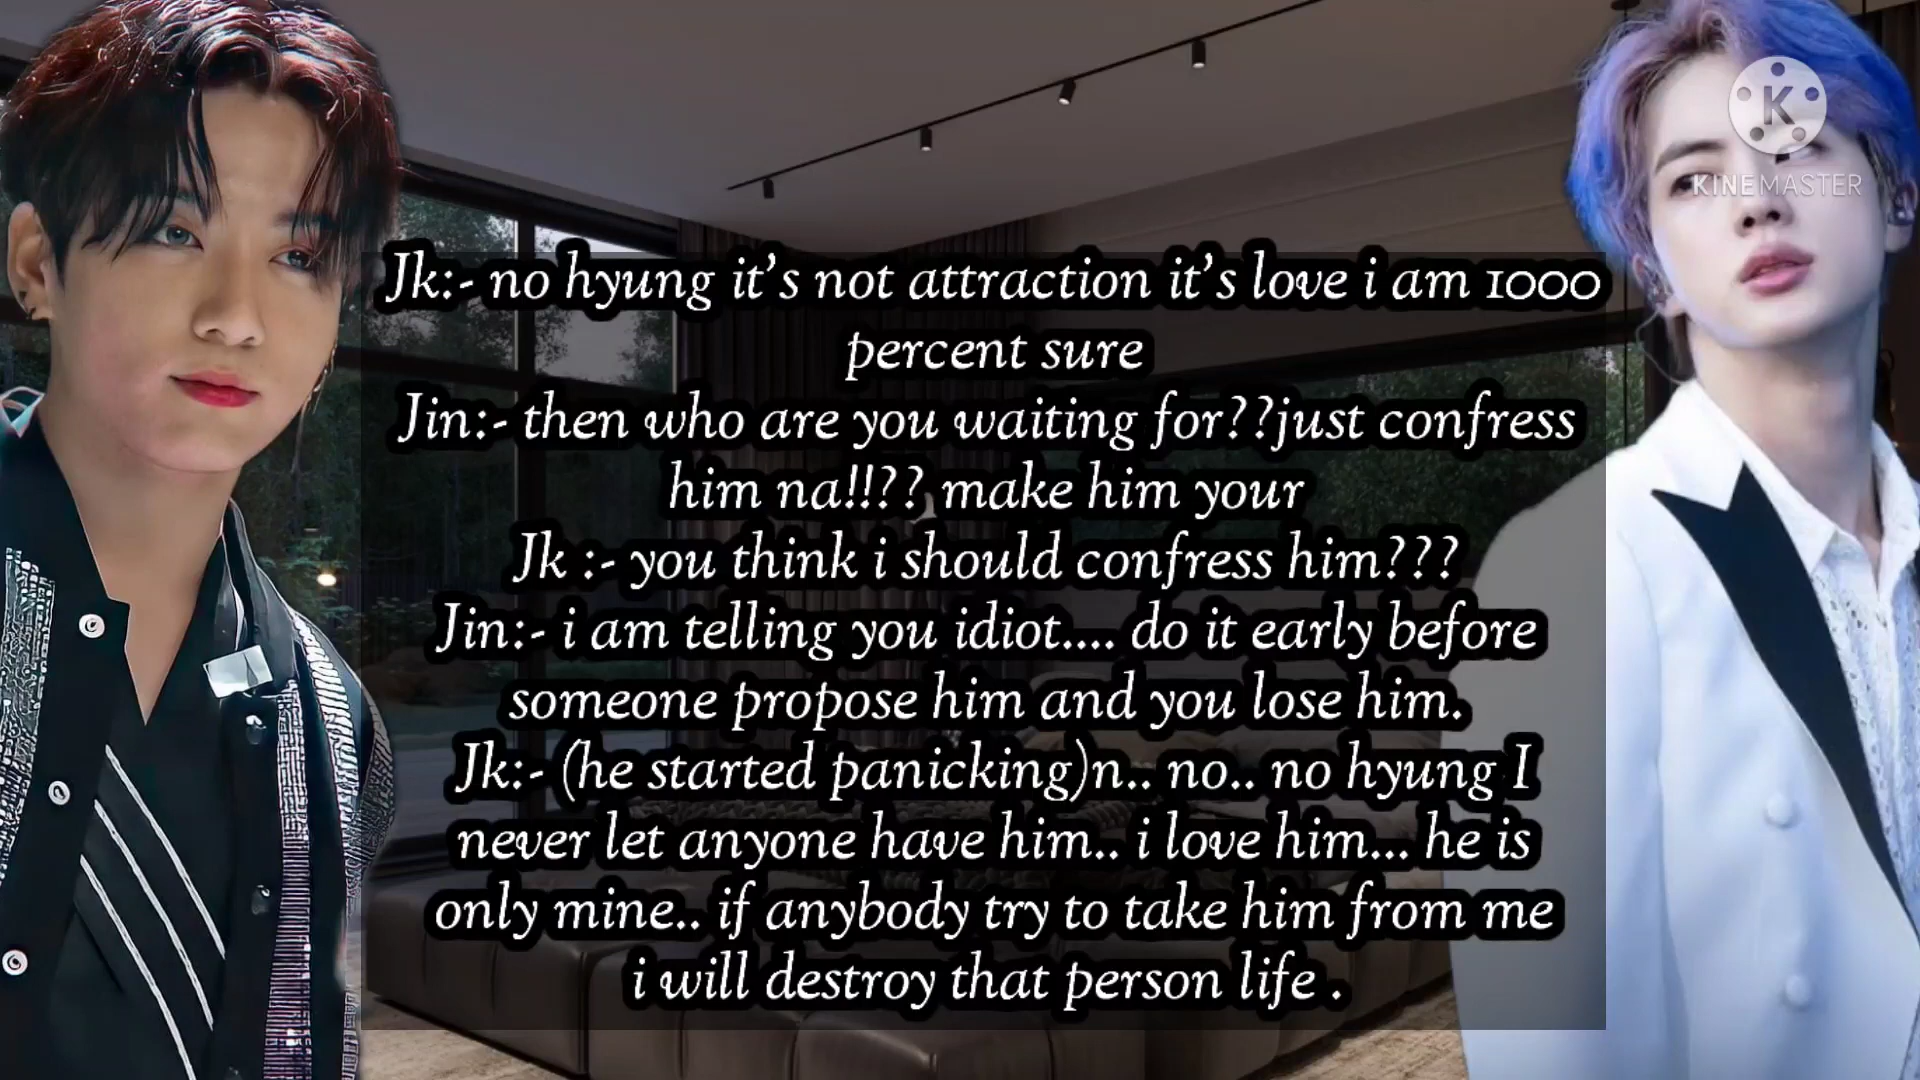 K
KINEMASTER
Jk:- no hyung it's not attraction it's love i am 1000
percent sure
Jin:- then who are you waiting for??just confress
him na!!?? make him your
Jk :- you think i should confress him???
Jin:- i am telling you idiot.... do it early before
someone propose him and you lose him.
Jk:- (he started panicking)n.. no.. no hyung I
never let anyone have him.. i love him... he is
only mine.. if anybody try to take him from me
i will destroy that person life .